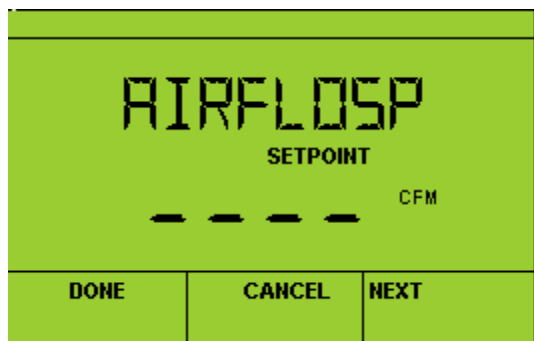 AIRFLOSP
SETPOINT
---- CFM
DONE CANCEL NEXT